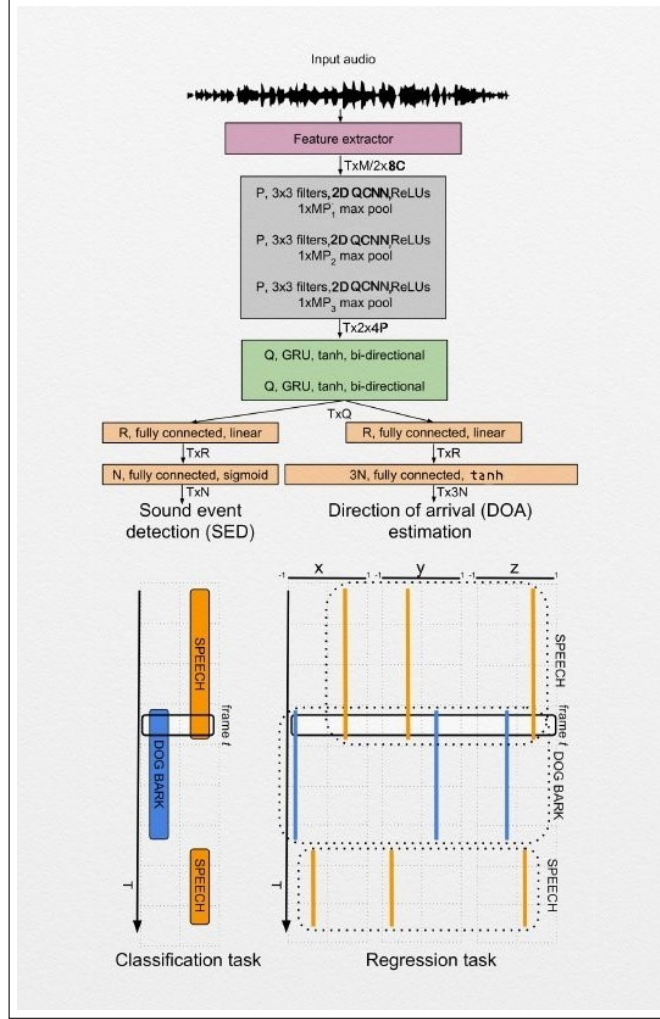 Input audio
Feature extractor
TxM/2x8C
P, 3x3 filters,2D QCNN,ReLUs
1xMP1 max pool
P, 3x3 filters,2D QCNN,ReLUs
1xMP2 max pool
P, 3x3 filters,2D QCNN,ReLUs
1xMP3 max pool
Tx2x4P
Q, GRU, tanh, bi-directional
Q, GRU, tanh, bi-directional
TxQ
R, fully connected, linear
R, fully connected, linear
TxR
TxR
N, fully connected, sigmoid
3N, fully connected, tanh
TxN
Tx3N
Sound event
detection (SED)
Direction of arrival (DOA)
estimation
x
y
z
-1
1
-1
1
-1
1
SPEECH
frame t
DOG BARK
SPEECH
T
SPEECH
frame t
DOG BARK
SPEECH
T
Classification task
Regression task